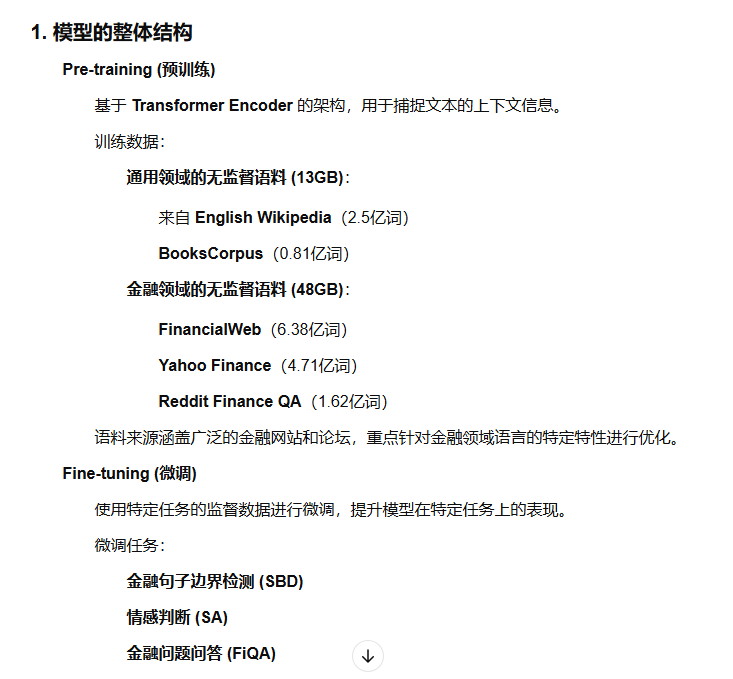 1. 模型的整体结构
Pre-training (预训练)
基于 Transformer Encoder 的架构，用于捕捉文本的上下文信息。
训练数据：
通用领域的无监督语料 (13GB)：
来自 English Wikipedia（2.5亿词）
BooksCorpus（0.81亿词）
金融领域的无监督语料 (48GB)：
FinancialWeb（6.38亿词）
Yahoo Finance（4.71亿词）
Reddit Finance QA（1.62亿词）
语料来源涵盖广泛的金融网站和论坛，重点针对金融领域语言的特定特性进行优化。
Fine-tuning (微调)
使用特定任务的监督数据进行微调，提升模型在特定任务上的表现。
微调任务：
金融句子边界检测 (SBD)
情感判断 (SA)
金融问题问答 (FiQA)